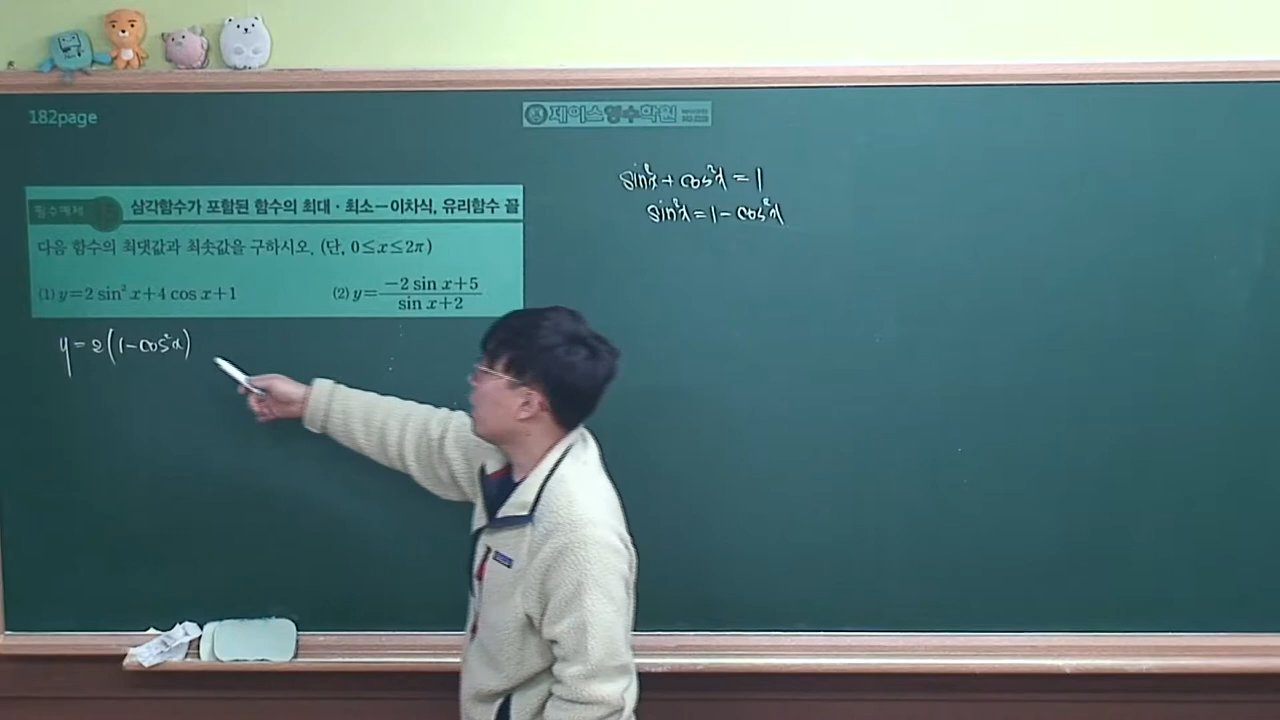 182page
제이스영수학원
필수예제
삼각함수가 포함된 함수의 최대·최소-이차식, 유리함수 꼴
다음 함수의 최댓값과 최솟값을 구하시오. (단, 0≤x≤2π)
(1) y=2 sin² x+4 cos x+1
(2) y=(-2 sin x+5)/(sin x+2)
y=2(1-cos²x)
sin²x+cos²x=1
sin²x=1-cos²x